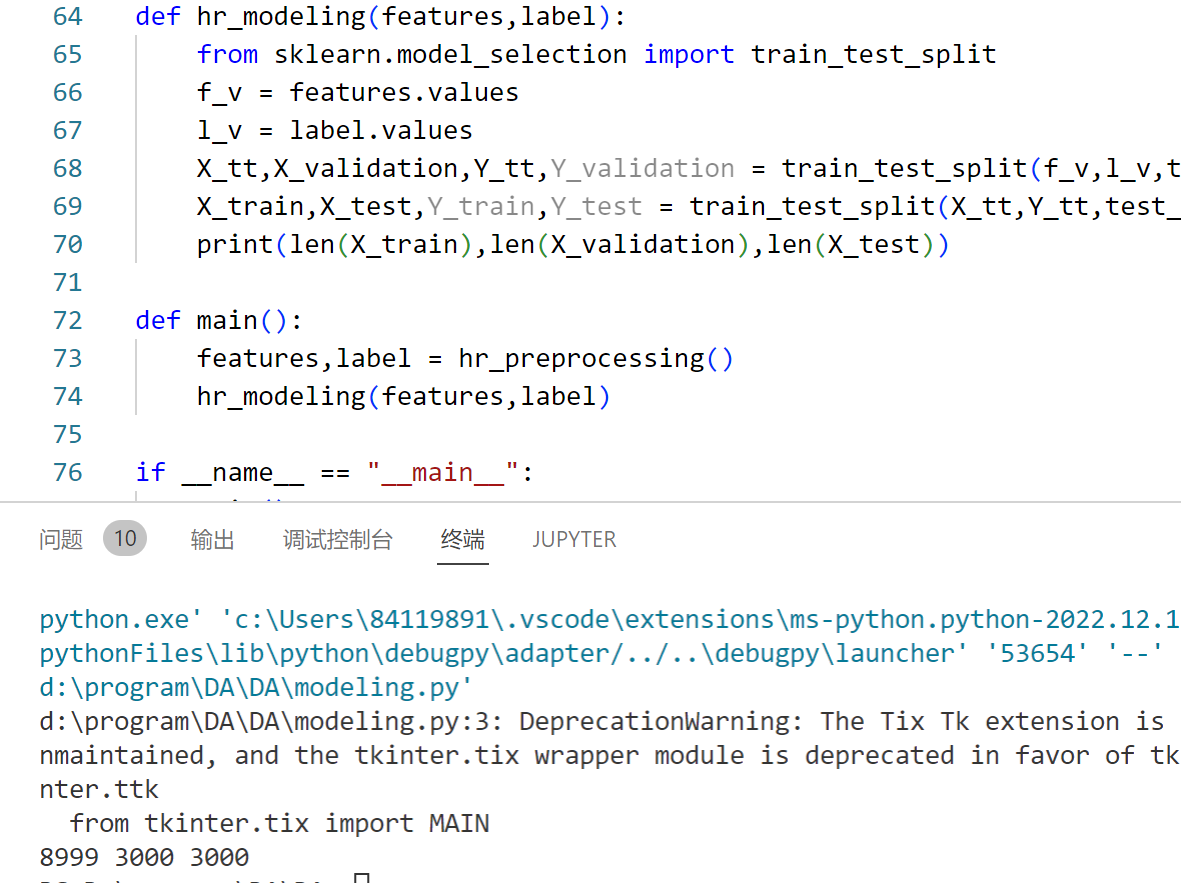 64 def hr_modeling(features,label):
65 from sklearn.model_selection import train_test_split
66 f_v = features.values
67 l_v = label.values
68 X_tt,X_validation,Y_tt,Y_validation = train_test_split(f_v,l_v,t
69 X_train,X_test,Y_train,Y_test = train_test_split(X_tt,Y_tt,test_
70 print(len(X_train),len(X_validation),len(X_test))
71
72 def main():
73 features,label = hr_preprocessing()
74 hr_modeling(features,label)
75
76 if __name__ == "__main__":
问题 10 输出 调试控制台 终端 JUPYTER
python.exe' 'c:\Users\84119891\.vscode\extensions\ms-python.python-2022.12.1
pythonFiles\lib\python\debugpy\adapter/../..\debugpy\launcher' '53654' '--'
d:\program\DA\DA\modeling.py'
d:\program\DA\DA\modeling.py:3: DeprecationWarning: The Tix Tk extension is
nmaintained, and the tkinter.tix wrapper module is deprecated in favor of tk
nter.ttk
from tkinter.tix import MAIN
8999 3000 3000